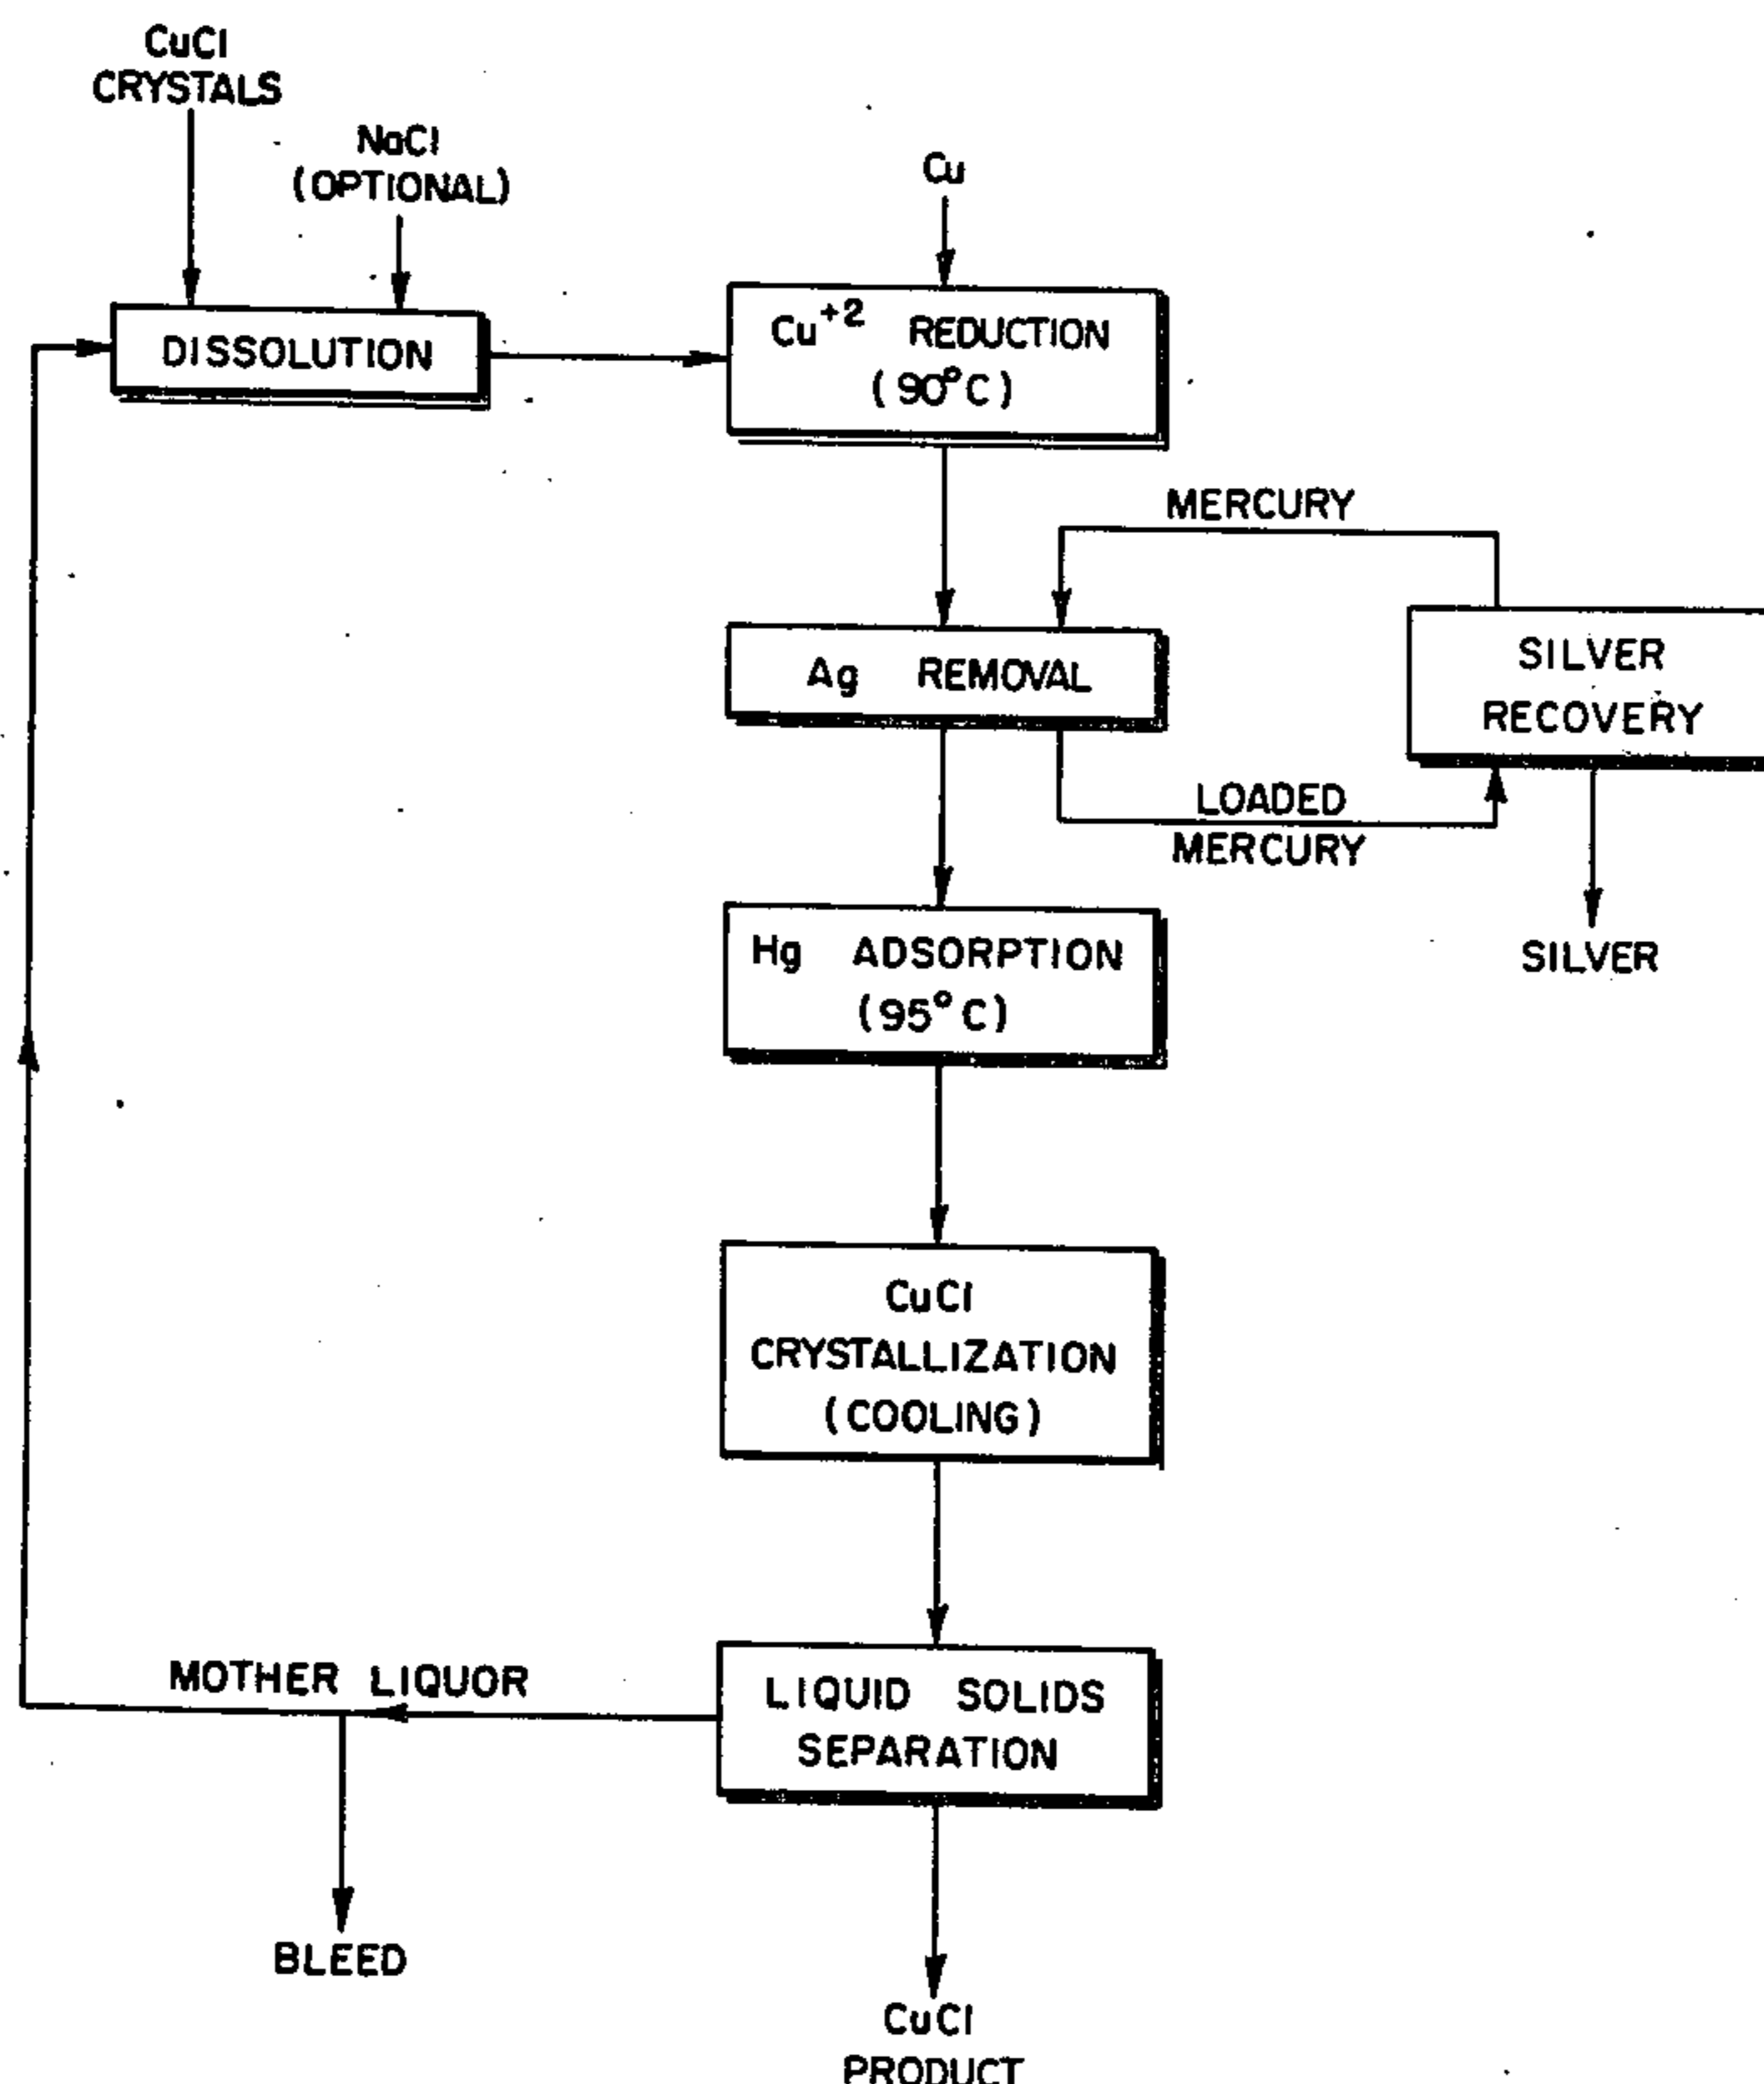 CuCl
CRYSTALS
NaCl
(OPTIONAL)
Cu
DISSOLUTION
Cu+2 REDUCTION
(90°C)
MERCURY
Ag REMOVAL
SILVER
RECOVERY
LOADED
MERCURY
SILVER
Hg ADSORPTION
(95°C)
CuCl
CRYSTALLIZATION
(COOLING)
MOTHER LIQUOR
LIQUID SOLIDS
SEPARATION
BLEED
CuCl
PRODUCT